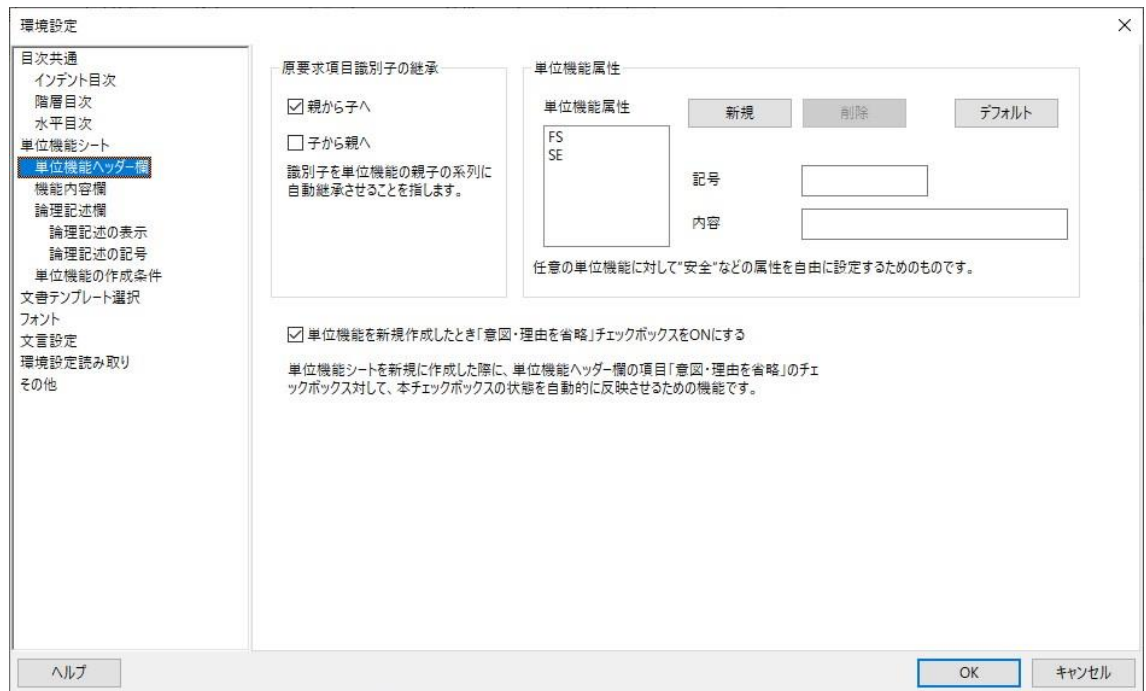 環境設定
目次共通
インデント目次
階層目次
水平目次
単位機能シート
単位機能ヘッダー欄
機能内容欄
論理記述欄
論理記述の表示
論理記述の記号
単位機能の作成条件
文書テンプレート選択
フォント
文言設定
環境設定読み取り
その他
原要求項目識別子の継承
親から子へ
子から親へ
識別子を単位機能の親子の系列に
自動継承させることを指します。
単位機能属性
単位機能属性
新規
削除
デフォルト
FS
SE
記号
内容
任意の単位機能に対して"安全"などの属性を自由に設定するためのものです。
単位機能を新規作成したとき「意図・理由を省略」チェックボックスをONにする
単位機能シートを新規に作成した際に、単位機能ヘッダー欄の項目「意図・理由を省略」のチェ
ックボックス対して、本チェックボックスの状態を自動的に反映させるための機能です。
ヘルプ
OK
キャンセル